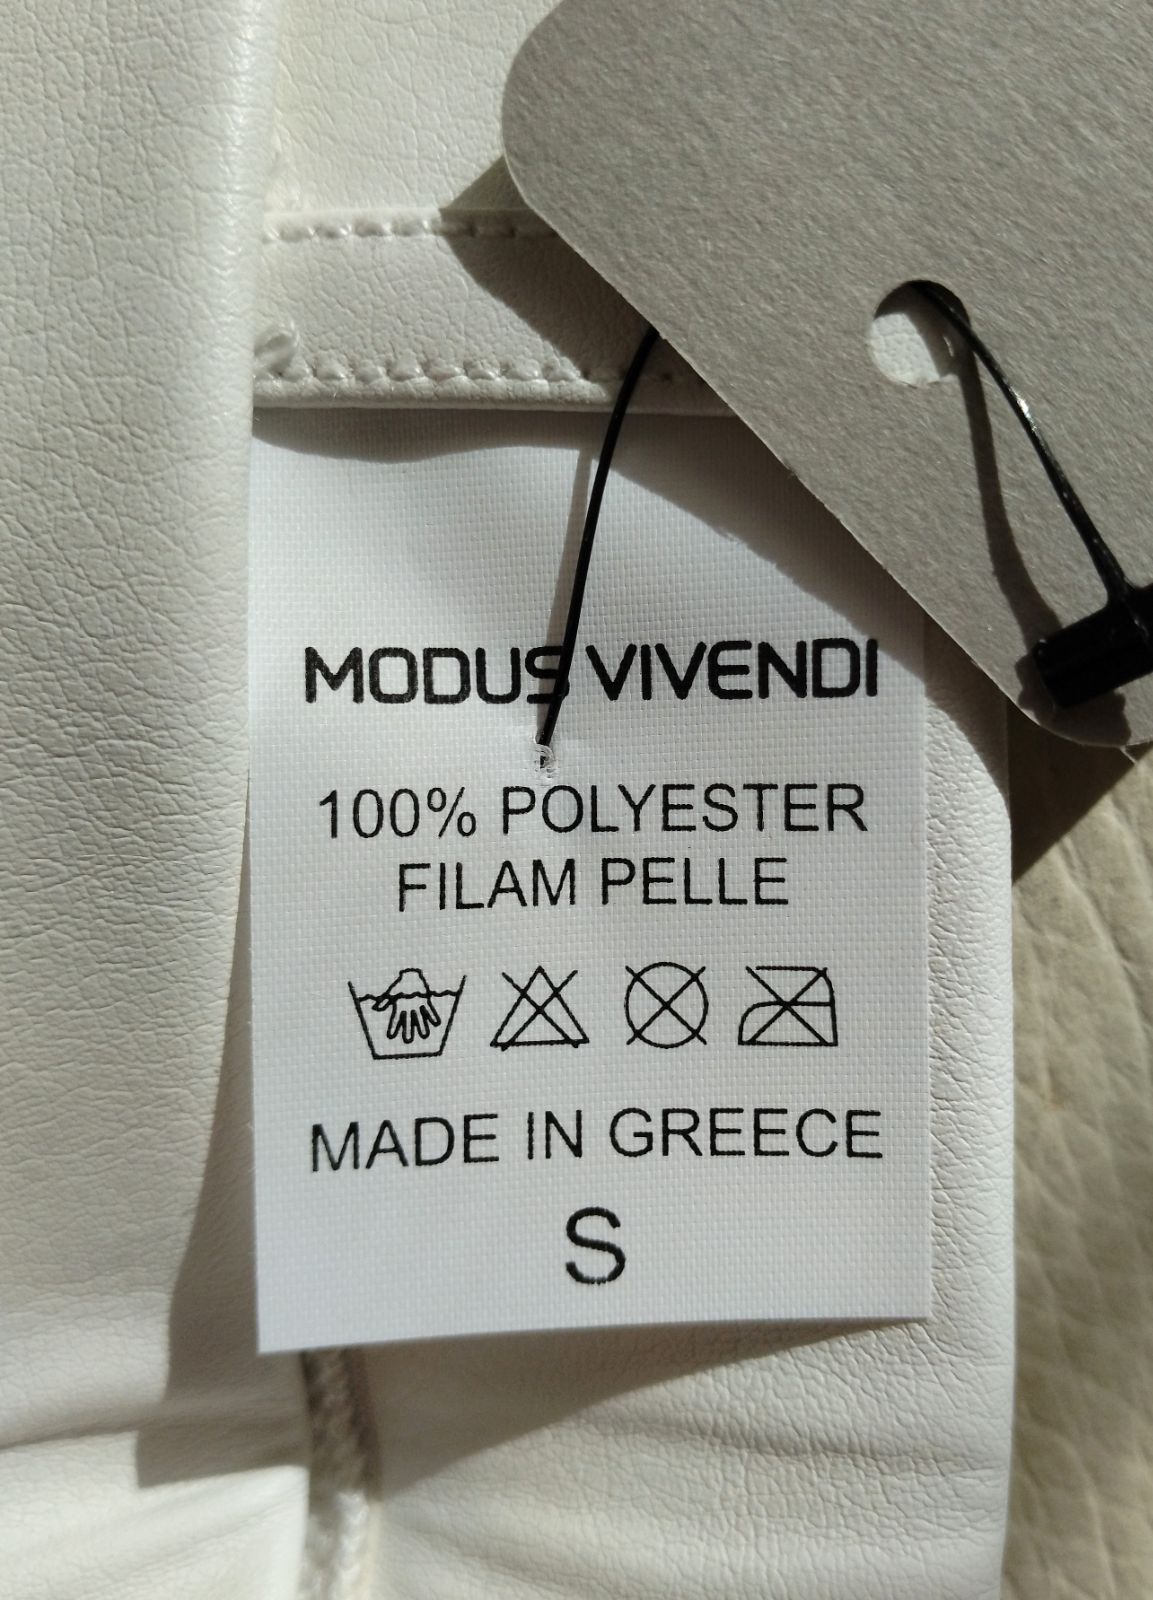 MODUS VIVENDI
100% POLYESTER
FILAM PELLE
MADE IN GREECE
S